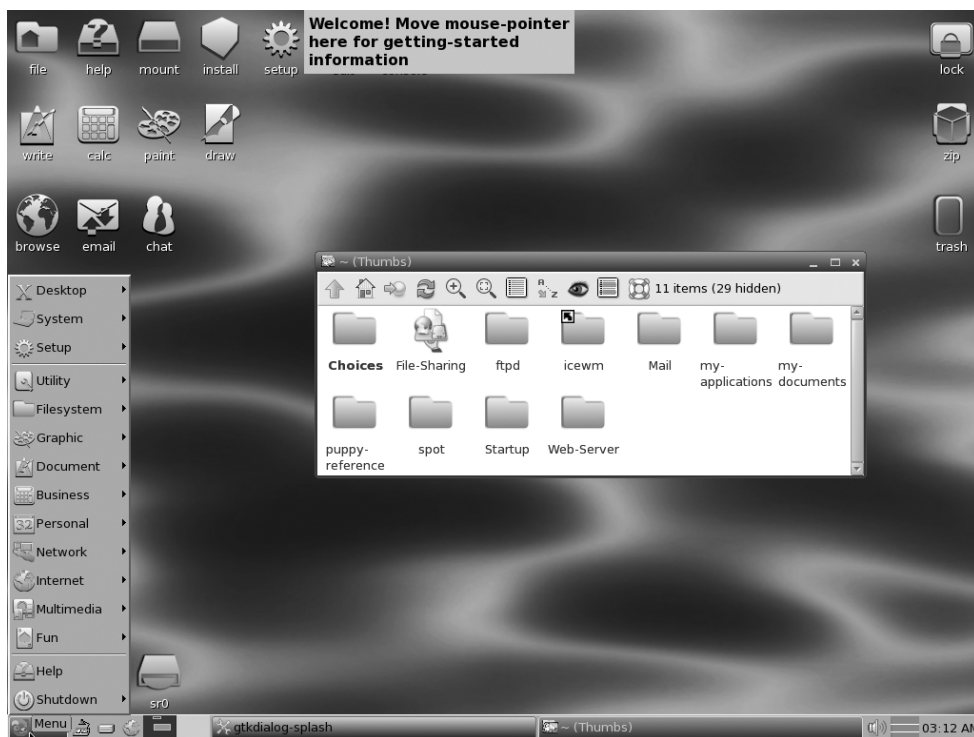 Welcome! Move mouse-pointer
here for getting-started
information
file
help
mount
install
setup
lock
write
calc
paint
draw
zip
browse
email
chat
trash
~ (Thumbs)
11 items (29 hidden)
Choices
File-Sharing
ftpd
icewm
Mail
my-
applications
my-
documents
puppy-
reference
spot
Startup
Web-Server
Desktop
System
Setup
Utility
Filesystem
Graphic
Document
Business
32 Personal
Network
Internet
Multimedia
Fun
Help
Shutdown
sr0
Menu
gtkdialog-splash
~ (Thumbs)
03:12 AM